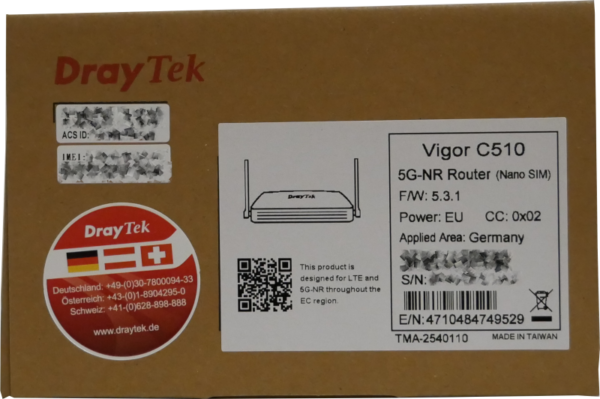 DrayTek
ACS ID:
IMEI:
DrayTek
Deutschland: +49-(0)30-7800094-33
Österreich: +43-(0)1-8904295-0
Schweiz: +41-(0)628-898-888
www.draytek.de
DrayTek
This product is
designed for LTE and
5G-NR throughout the
EC region.
Vigor C510
5G-NR Router (Nano SIM)
F/W: 5.3.1
Power: EU CC: 0x02
Applied Area: Germany
S/N:
E/N: 4710484749529
TMA-2540110 MADE IN TAIWAN